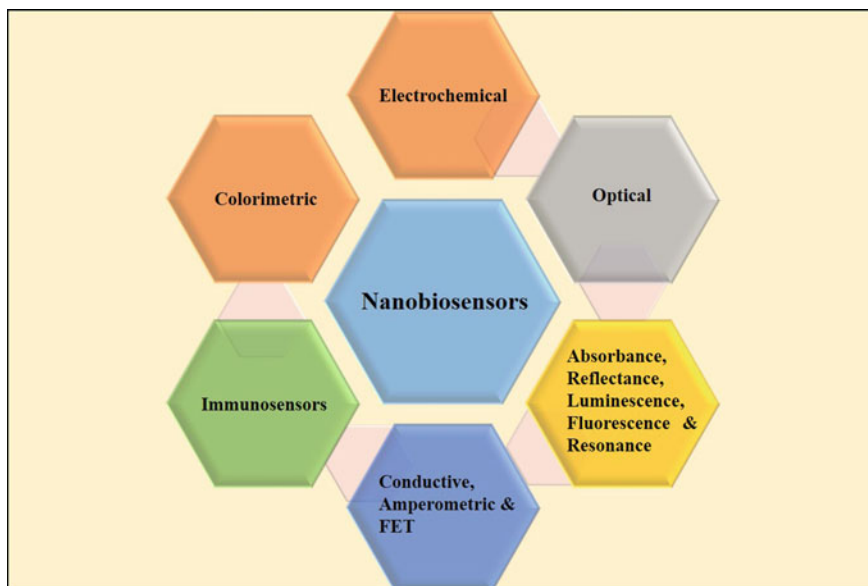 Electrochemical
Colorimetric
Optical
Nanobiosensors
Absorbance,
Reflectance,
Luminescence,
Fluorescence &
Resonance
Immunosensors
Conductive,
Amperometric &
FET